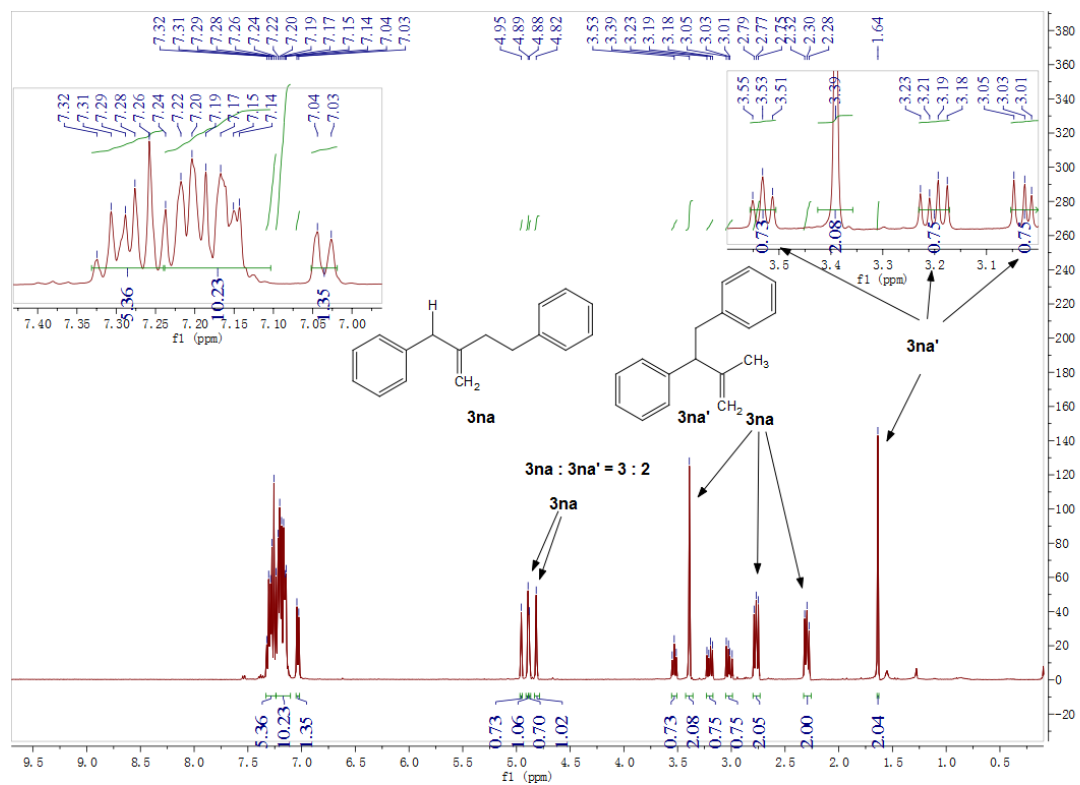 7.32 7.31 7.29 7.28 7.26 7.24 7.22 7.20 7.19 7.17 7.15 7.14 7.04 7.03 4.95 4.89 4.88 4.82 3.53 3.39 3.23 3.19 3.18 3.05 3.03 3.01 2.79 2.77 2.75 2.32 2.30 2.28 1.64
380
360
340
320
300
280
260
240
220
200
180
160
140
120
100
80
60
40
20
0
-20
7.32 7.31 7.29 7.28 7.26 7.24 7.22 7.20 7.19 7.17 7.15 7.14 7.04 7.03
5.36 10.23 1.35
7.40 7.35 7.30 7.25 7.20 7.15 7.10 7.05 7.00
f1 (ppm)
3.55 3.53 3.51 3.39 3.23 3.21 3.19 3.18 3.05 3.03 3.01
0.73 2.08 0.75 0.75
3.5 3.4 3.3 3.2 3.1
f1 (ppm)
H
CH2
3na
CH3
CH2
3na'
3na
3na'
3na : 3na' = 3 : 2
3na
5.36 10.23 1.35 0.73 1.06 0.70 1.02 0.73 2.08 0.75 0.75 2.05 2.00 2.04
9.5 9.0 8.5 8.0 7.5 7.0 6.5 6.0 5.5 5.0 4.5 4.0 3.5 3.0 2.5 2.0 1.5 1.0 0.5
f1 (ppm)